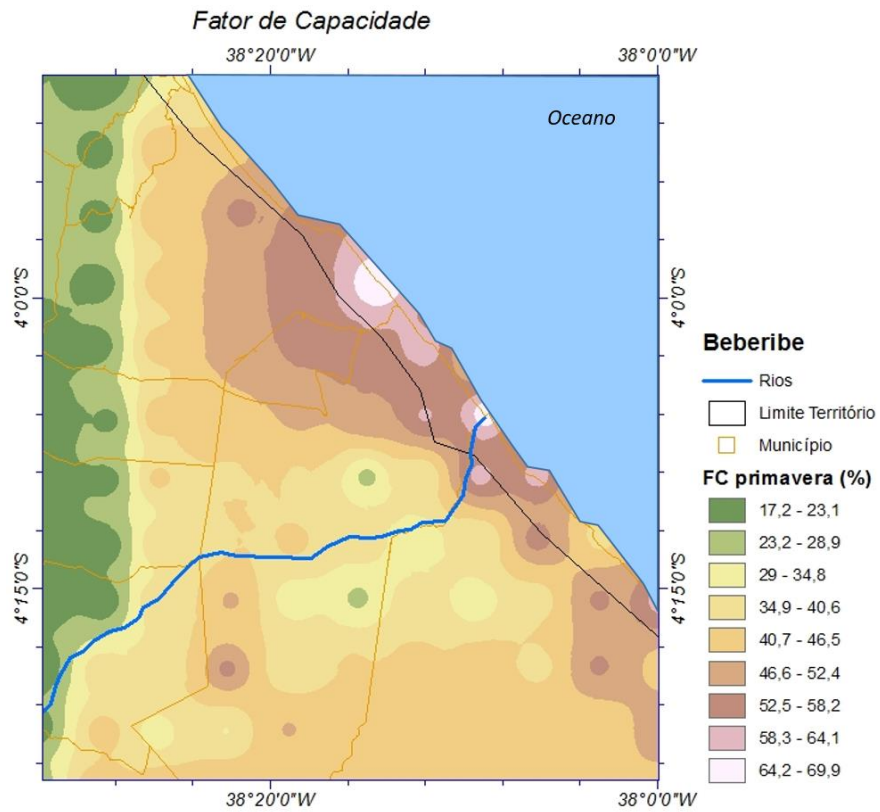 Fator de Capacidade
38°20'0"W
38°0'0"W
Oceano
4°0'0"S
4°0'0"S
4°15'0"S
4°15'0"S
38°20'0"W
38°0'0"W
Beberibe
Rios
Limite Território
Município
FC primavera (%)
17,2 - 23,1
23,2 - 28,9
29 - 34,8
34,9 - 40,6
40,7 - 46,5
46,6 - 52,4
52,5 - 58,2
58,3 - 64,1
64,2 - 69,9